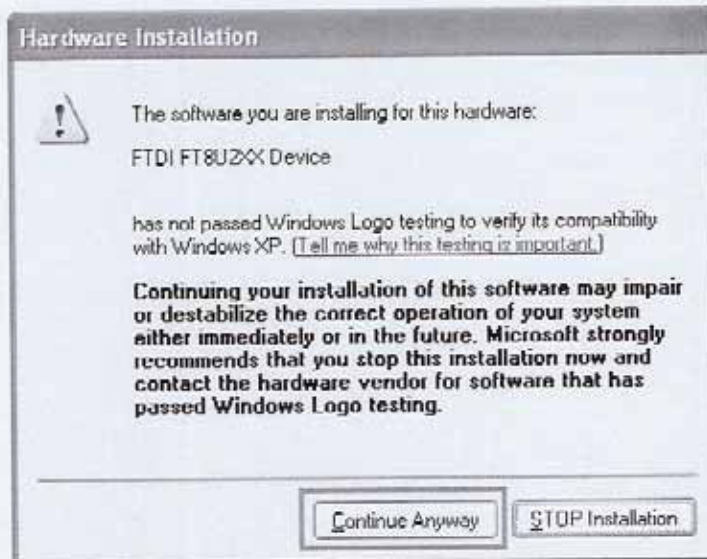 Hardware Installation
!
The software you are installing for this hardware:
FTDI FT8U2XX Device
has not passed Windows Logo testing to verify its compatibility
with Windows XP. (Tell me why this testing is important.)
Continuing your installation of this software may impair
or destabilize the correct operation of your system
either immediately or in the future. Microsoft strongly
recommends that you stop this installation now and
contact the hardware vendor for software that has
passed Windows Logo testing.
Continue Anyway
STOP Installation